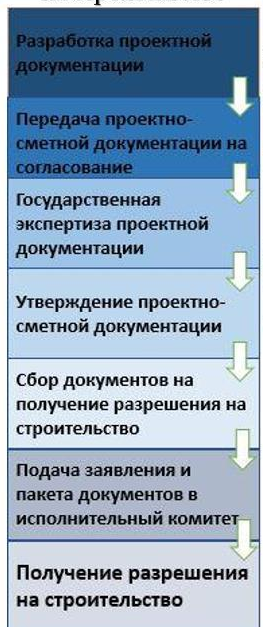 Разработка проектной
документации
Передача проектно-
сметной документации на
согласование
Государственная
экспертиза проектной
документации
Утверждение проектно-
сметной документации
Сбор документов на
получение разрешения на
строительство
Подача заявления и
пакета документов в
исполнительный комитет
Получение разрешения
на строительство